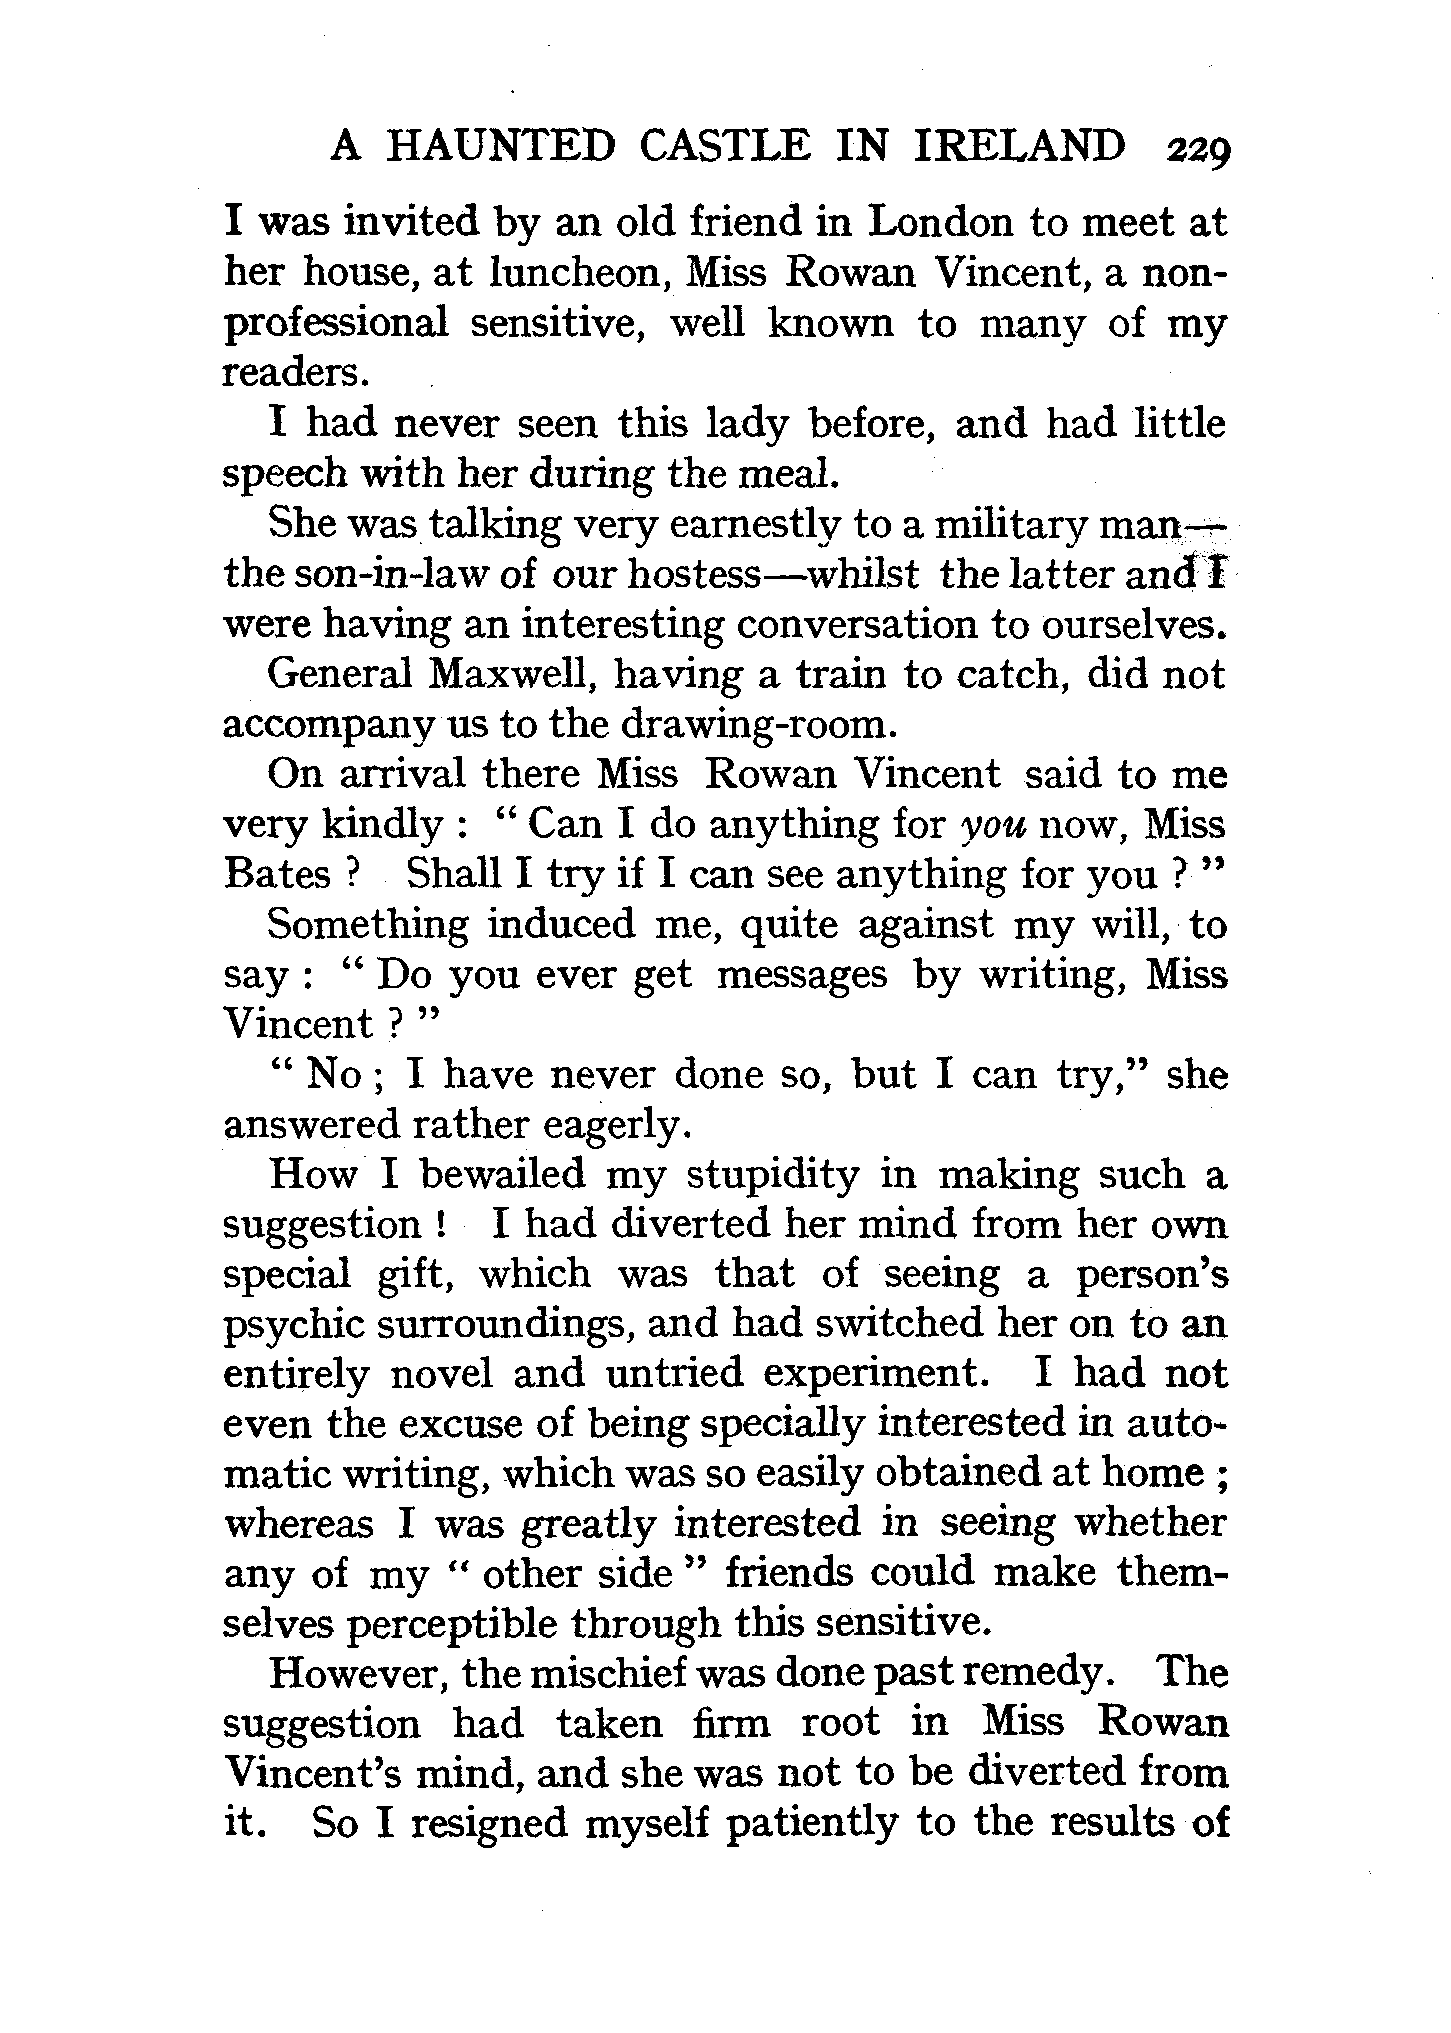 A HAUNTED CASTLE IN IRELAND 229
I was invited by an old friend in London to meet at
her house, at luncheon, Miss Rowan Vincent, a non-
professional sensitive, well known to many of my
readers.
I had never seen this lady before, and had little
speech with her during the meal.
She was talking very earnestly to a military man—
the son-in-law of our hostess—whilst the latter and I
were having an interesting conversation to ourselves.
General Maxwell, having a train to catch, did not
accompany us to the drawing-room.
On arrival there Miss Rowan Vincent said to me
very kindly : " Can I do anything for you now, Miss
Bates ? Shall I try if I can see anything for you ? "
Something induced me, quite against my will, to
say : " Do you ever get messages by writing, Miss
Vincent ? "
" No ; I have never done so, but I can try," she
answered rather eagerly.
How I bewailed my stupidity in making such a
suggestion ! I had diverted her mind from her own
special gift, which was that of seeing a person's
psychic surroundings, and had switched her on to an
entirely novel and untried experiment. I had not
even the excuse of being specially interested in auto-
matic writing, which was so easily obtained at home ;
whereas I was greatly interested in seeing whether
any of my " other side " friends could make them-
selves perceptible through this sensitive.
However, the mischief was done past remedy. The
suggestion had taken firm root in Miss Rowan
Vincent's mind, and she was not to be diverted from
it. So I resigned myself patiently to the results of